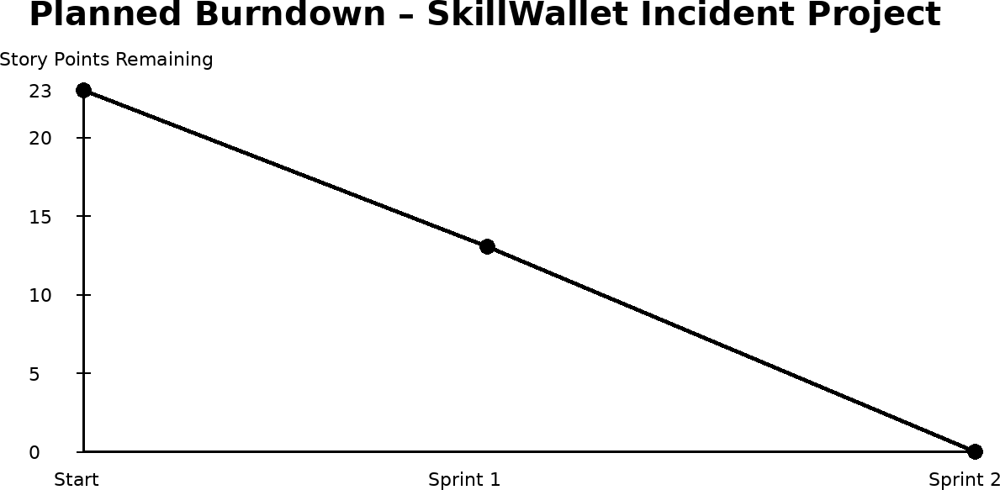 Planned Burndown – SkillWallet Incident Project
Story Points Remaining
23
20
15
10
5
0
Start Sprint 1 Sprint 2